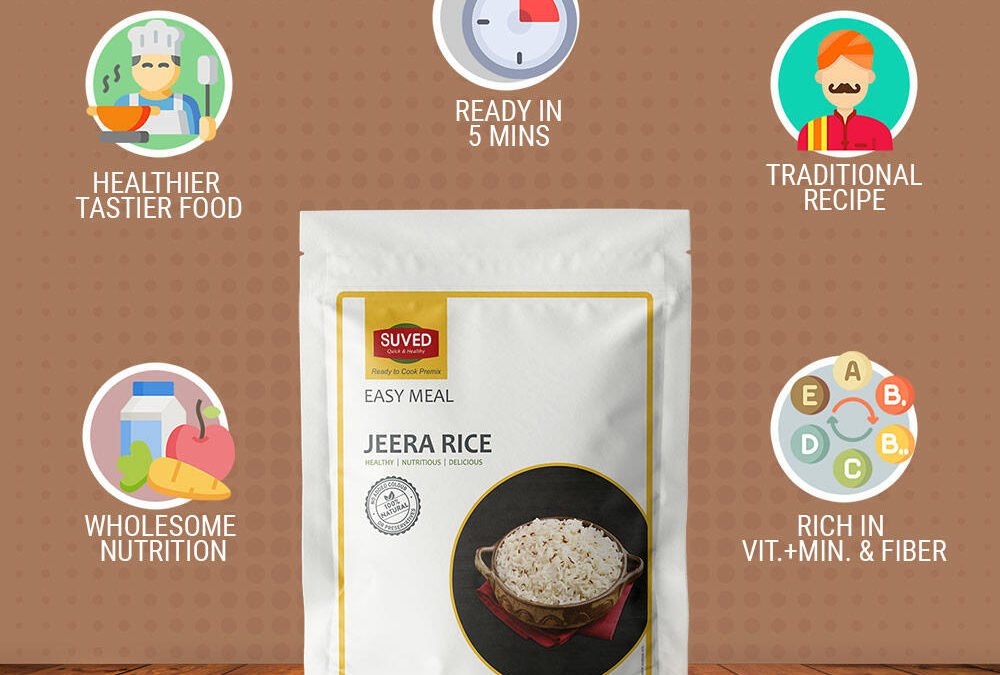 READY IN
5 MINS
HEALTHIER
TASTIER FOOD
TRADITIONAL
RECIPE
SUVED
Quick & Healthy
Ready to Cook Premix
EASY MEAL
JEERA RICE
HEALTHY | NUTRITIOUS | DELICIOUS
NO ADDED COLOUR
100%
NATURAL
OR PRESERVATIVES
WHOLESOME
NUTRITION
A
E
B.
D
B..
C
RICH IN
VIT.+MIN. & FIBER